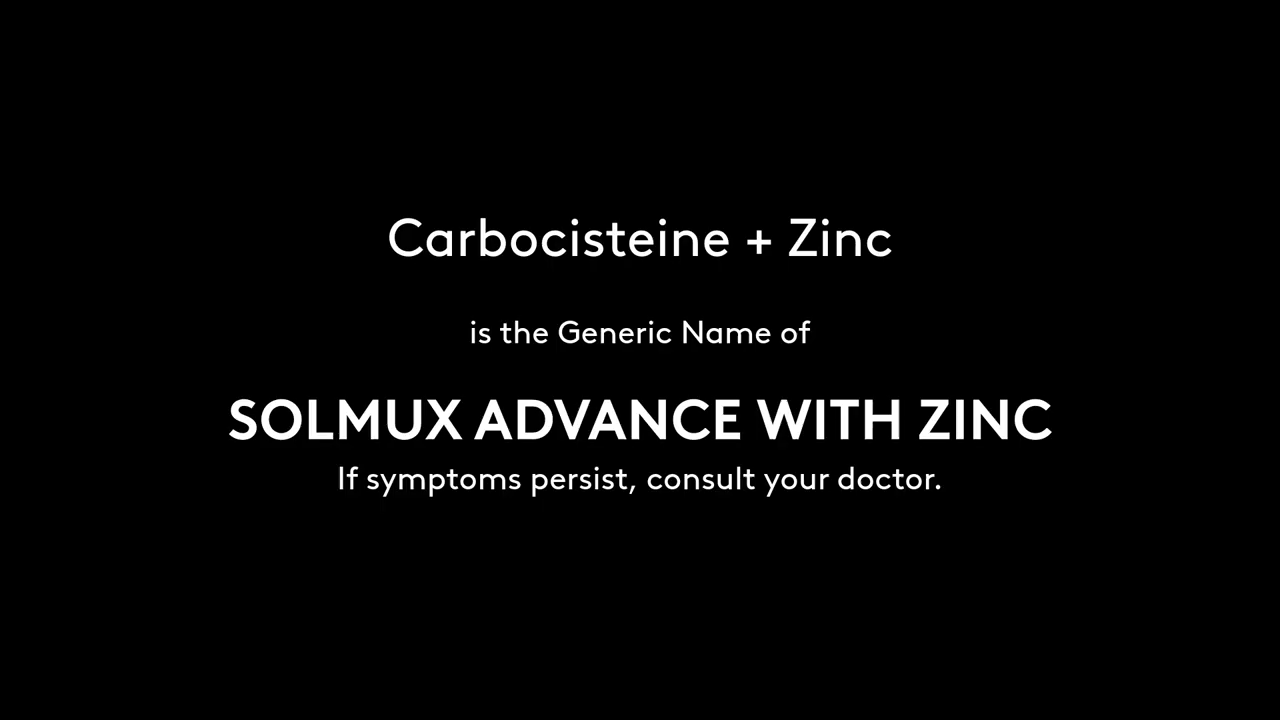 Carbocisteine + Zinc
is the Generic Name of
SOLMUX ADVANCE WITH ZINC
If symptoms persist, consult your doctor.